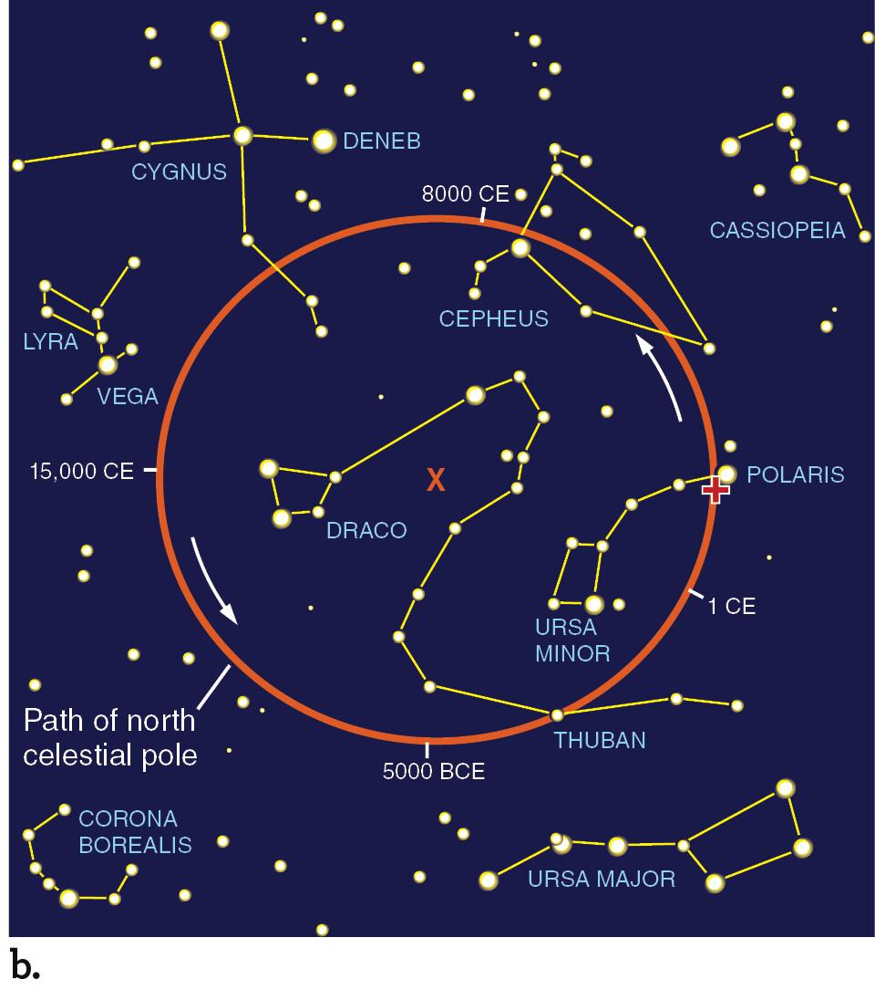 DENEB
CYGNUS
8000 CE
CASSIOPEIA
CEPHEUS
LYRA
VEGA
15,000 CE
X
POLARIS
DRACO
1 CE
URSA
MINOR
Path of north
celestial pole
THUBAN
5000 BCE
CORONA
BOREALIS
URSA MAJOR
b.